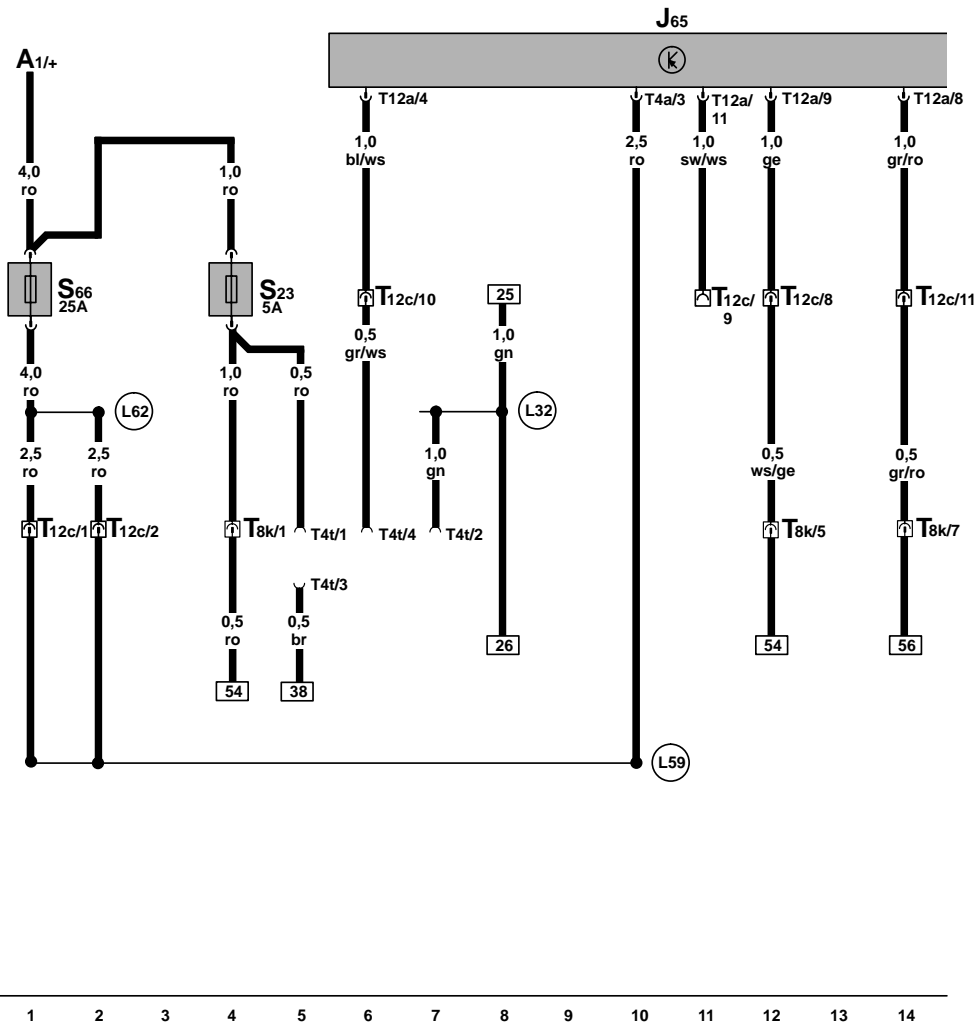 J65
A1/+
T12a/4
T4a/3
T12a/
11
T12a/9
T12a/8
1,0
bl/ws
2,5
ro
1,0
sw/ws
1,0
ge
1,0
gr/ro
4,0
ro
1,0
ro
S66
25A
S23
5A
T12c/10
25
T12c/
9
T12c/8
T12c/11
4,0
ro
1,0
ro
0,5
ro
0,5
gr/ws
1,0
gn
L62
L32
2,5
ro
2,5
ro
1,0
gn
0,5
ws/ge
0,5
gr/ro
T12c/1
T12c/2
T8k/1
T4t/1
T4t/4
T4t/2
T8k/5
T8k/7
T4t/3
0,5
ro
0,5
br
26
54
56
54
38
L59
1 2 3 4 5 6 7 8 9 10 11 12 13 14